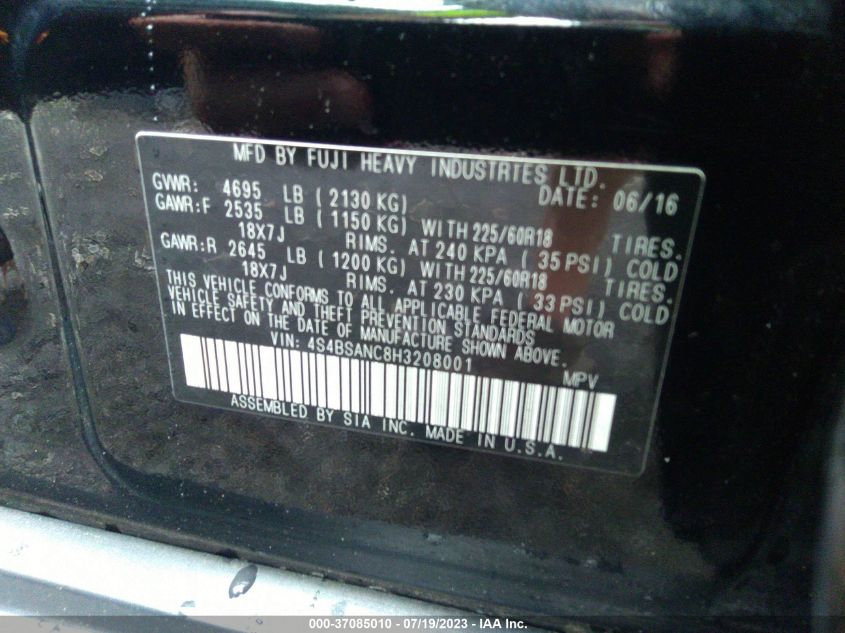 MFD BY FUJI HEAVY INDUSTRIES LTD.
GVWR: 4695 LB ( 2130 KG) DATE: 06/16
GAWR:F 2535 LB ( 1150 KG) WITH 225/60R18 TIRES.
18X7J RIMS. AT 240 KPA ( 35 PSI) COLD
GAWR:R 2645 LB ( 1200 KG) WITH 225/60R18 TIRES.
18X7J RIMS. AT 230 KPA ( 33 PSI) COLD
THIS VEHICLE CONFORMS TO ALL APPLICABLE FEDERAL MOTOR
VEHICLE SAFETY AND THEFT PREVENTION STANDARDS
IN EFFECT ON THE DATE OF MANUFACTURE SHOWN ABOVE.
VIN: 4S4BSANC8H3208001 MPV
ASSEMBLED BY SIA INC. MADE IN U.S.A.
000-37085010 - 07/19/2023 - IAA Inc.